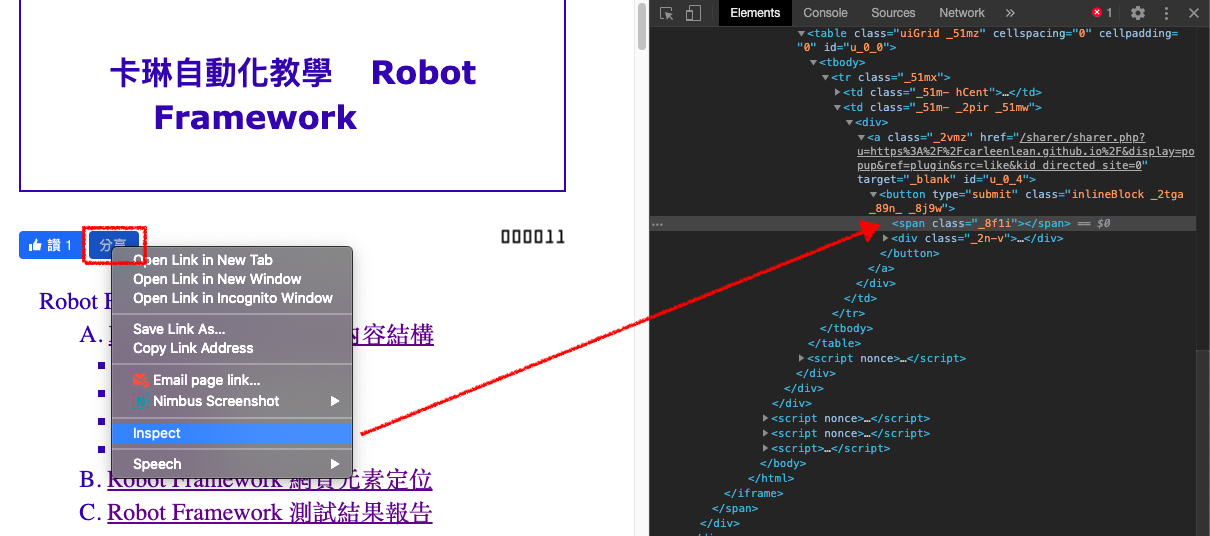 卡琳自動化教學 Robot
Framework
讚 1
分享
000011
Open Link in New Tab
Open Link in New Window
Open Link in Incognito Window
Save Link As...
Copy Link Address
Email page link...
Nimbus Screenshot
Inspect
Speech
Robot F
A.
內容結構
B. Robot Framework 網頁元素定位
C. Robot Framework 測試結果報告
Elements Console Sources Network » 1
▼<table class="uiGrid _51mz" cellspacing="0" cellpadding=
"0" id="u_0_0">
▼<tbody>
▼<tr class="_51mx">
▶<td class="_51m- hCent">…</td>
▼<td class="_51m- _2pir _51mw">
▼<div>
▼<a class="_2vmz" href="/sharer/sharer.php?
u=https%3A%2F%2Fcarleenlean.github.io%2F&display=po
pup&ref=plugin&src=like&kid_directed_site=0"
target="_blank" id="u_0_4">
▼<button type="submit" class="inlineBlock _2tga
_89n_ _8j9w">
… <span class="_8f1i"></span> == $0
▶<div class="_2n-v">…</div>
</button>
</a>
</div>
</td>
</tr>
</tbody>
</table>
▶<script nonce>…</script>
</div>
</div>
</div>
▶<script nonce>…</script>
▶<script nonce>…</script>
▶<script>…</script>
</body>
</html>
</iframe>
</span>
</div>